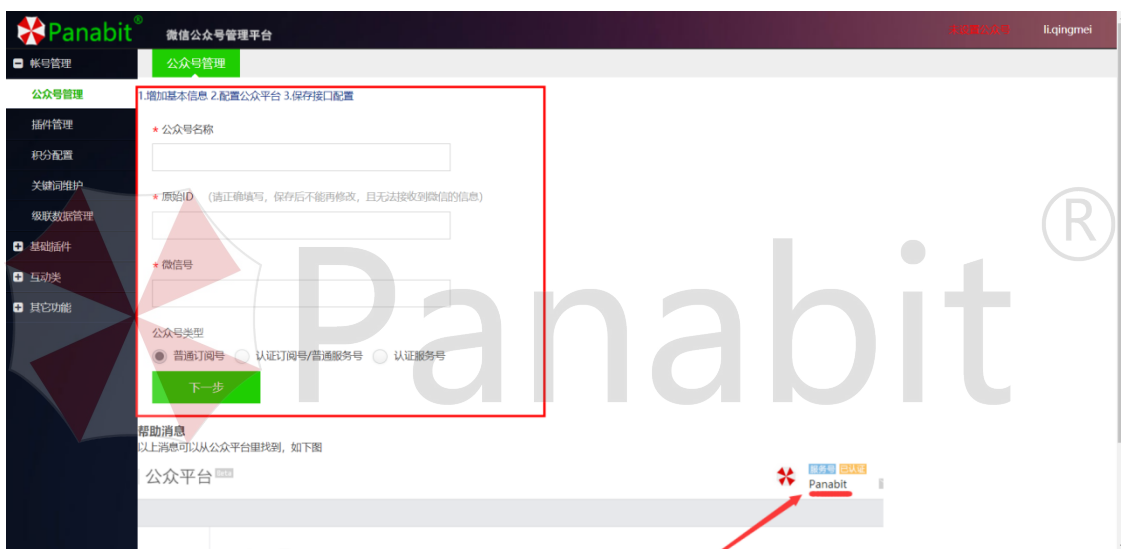 Panabit®
微信公众号管理平台
li.qingmei
帐号管理
公众号管理
公众号管理
插件管理
积分配置
关键词维护
级联数据管理
基础插件
互动类
其它功能
1.增加基本信息 2.配置公众平台 3.保存接口配置
* 公众号名称
* 原始ID (请正确填写，保存后不能再修改，且无法接收到微信的信息)
* 微信号
公众号类型
普通订阅号 认证订阅号/普通服务号 认证服务号
下一步
帮助消息
以上消息可以从公众平台里找到，如下图
公众平台 Beta
服务号 已认证
Panabit
Panabit®